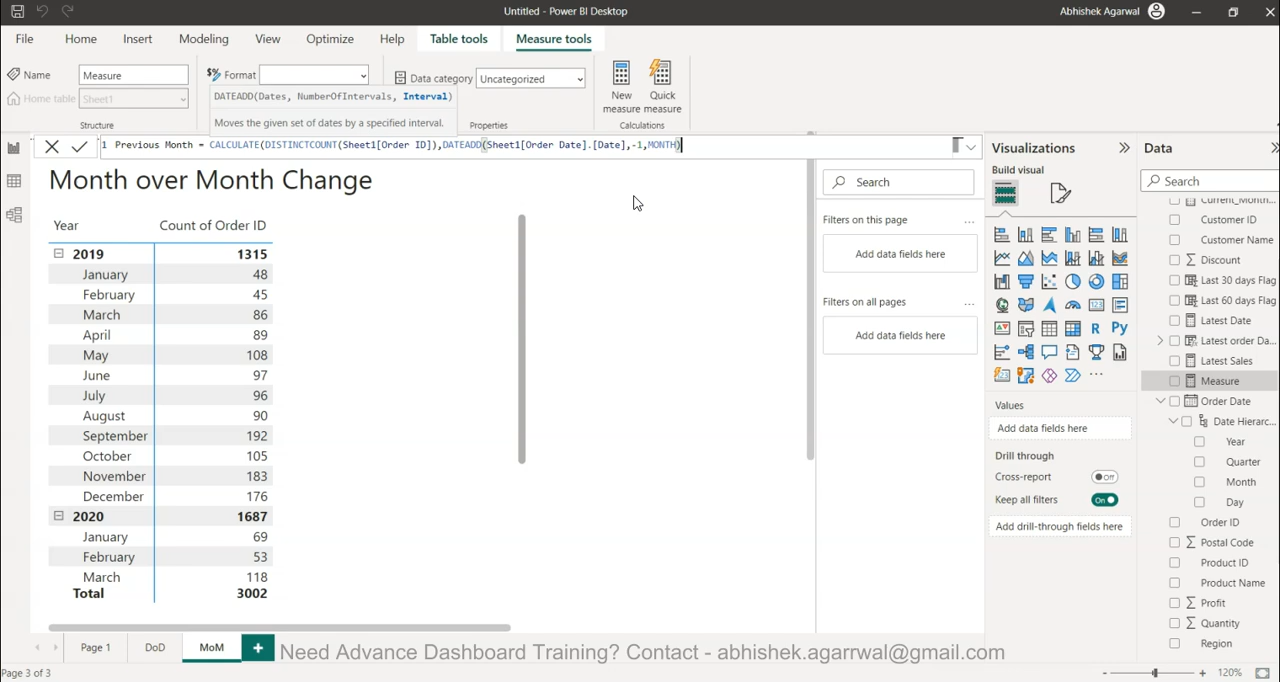 Untitled - Power BI Desktop
Abhishek Agarwal
File Home Insert Modeling View Optimize Help Table tools Measure tools
Name Measure
Home table Sheet1
Structure
Format
DATEADD(Dates, NumberOfIntervals, Interval)
Moves the given set of dates by a specified interval.
Data category Uncategorized
Properties
New measure
Quick measure
Calculations
1 Previous Month = CALCULATE(DISTINCTCOUNT(Sheet1[Order ID]),DATEADD(Sheet1[Order Date].[Date],-1,MONTH)
Month over Month Change
Year Count of Order ID
2019 1315
January 48
February 45
March 86
April 89
May 108
June 97
July 96
August 90
September 192
October 105
November 183
December 176
2020 1687
January 69
February 53
March 118
Total 3002
Search
Filters on this page ...
Add data fields here
Filters on all pages ...
Add data fields here
Visualizations
Build visual
R Py
...
Values
Add data fields here
Drill through
Cross-report Off
Keep all filters On
Add drill-through fields here
Data
Search
Current_Month...
Customer ID
Customer Name
Discount
Last 30 days Flag
Last 60 days Flag
Latest Date
Latest order Da...
Latest Sales
Measure
Order Date
Date Hierarc...
Year
Quarter
Month
Day
Order ID
Postal Code
Product ID
Product Name
Profit
Quantity
Region
Page 1 DoD MoM +
Need Advance Dashboard Training? Contact - abhishek.agarrwal@gmail.com
Page 3 of 3
- + 120%